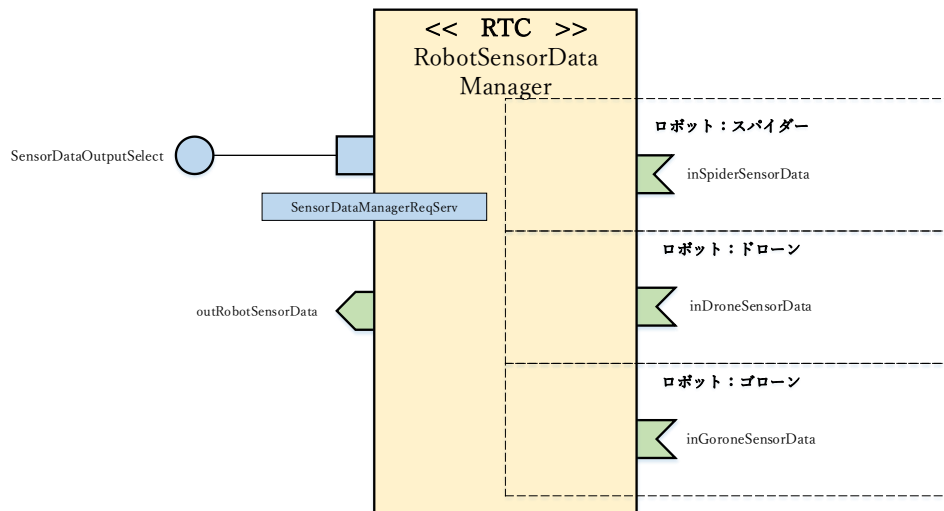 << RTC >>
RobotSensorData
Manager
ロボット：スパイダー
SensorDataOutputSelect
inSpiderSensorData
SensorDataManagerReqServ
ロボット：ドローン
outRobotSensorData
inDroneSensorData
ロボット：ゴローン
inGoroneSensorData